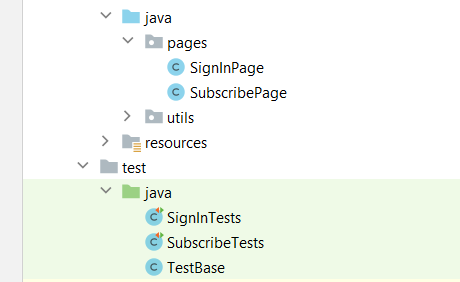 java
pages
SignInPage
SubscribePage
utils
resources
test
java
SignInTests
SubscribeTests
TestBase